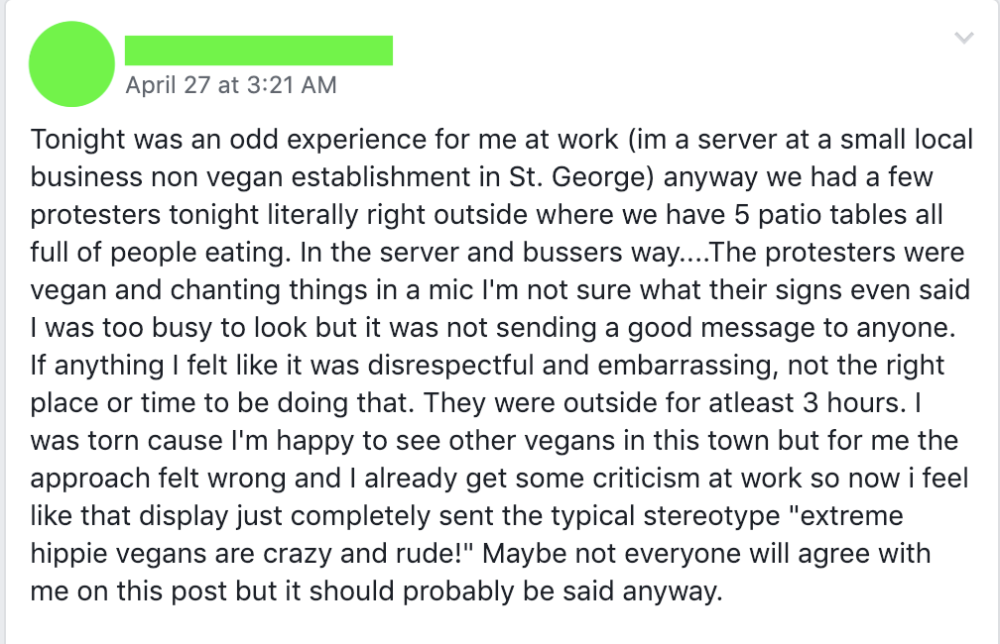 April 27 at 3:21 AM
Tonight was an odd experience for me at work (im a server at a small local
business non vegan establishment in St. George) anyway we had a few
protesters tonight literally right outside where we have 5 patio tables all
full of people eating. In the server and bussers way....The protesters were
vegan and chanting things in a mic I'm not sure what their signs even said
I was too busy to look but it was not sending a good message to anyone.
If anything I felt like it was disrespectful and embarrassing, not the right
place or time to be doing that. They were outside for atleast 3 hours. I
was torn cause I'm happy to see other vegans in this town but for me the
approach felt wrong and I already get some criticism at work so now i feel
like that display just completely sent the typical stereotype "extreme
hippie vegans are crazy and rude!" Maybe not everyone will agree with
me on this post but it should probably be said anyway.